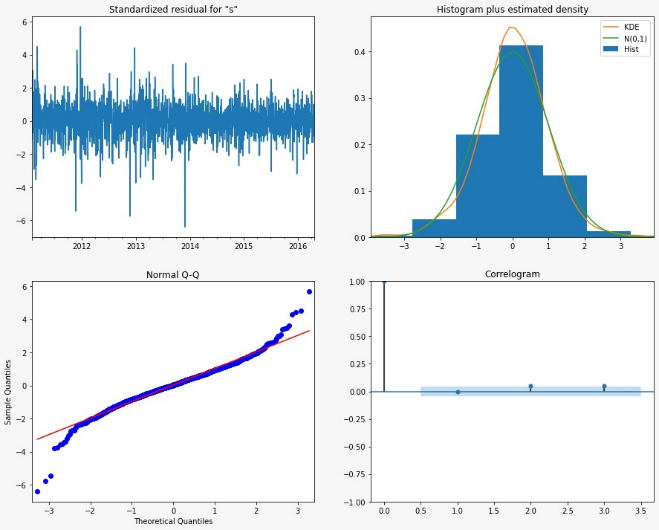 Standardized residual for "s"
6
4
2
0
−2
−4
−6
2012 2013 2014 2015 2016
Histogram plus estimated density
KDE
N(0,1)
Hist
0.4
0.3
0.2
0.1
0.0
−3 −2 −1 0 1 2 3
Normal Q-Q
Sample Quantiles
6
4
2
0
−2
−4
−6
−3 −2 −1 0 1 2 3
Theoretical Quantiles
Correlogram
1.00
0.75
0.50
0.25
0.00
−0.25
−0.50
−0.75
−1.00
0.0 0.5 1.0 1.5 2.0 2.5 3.0 3.5